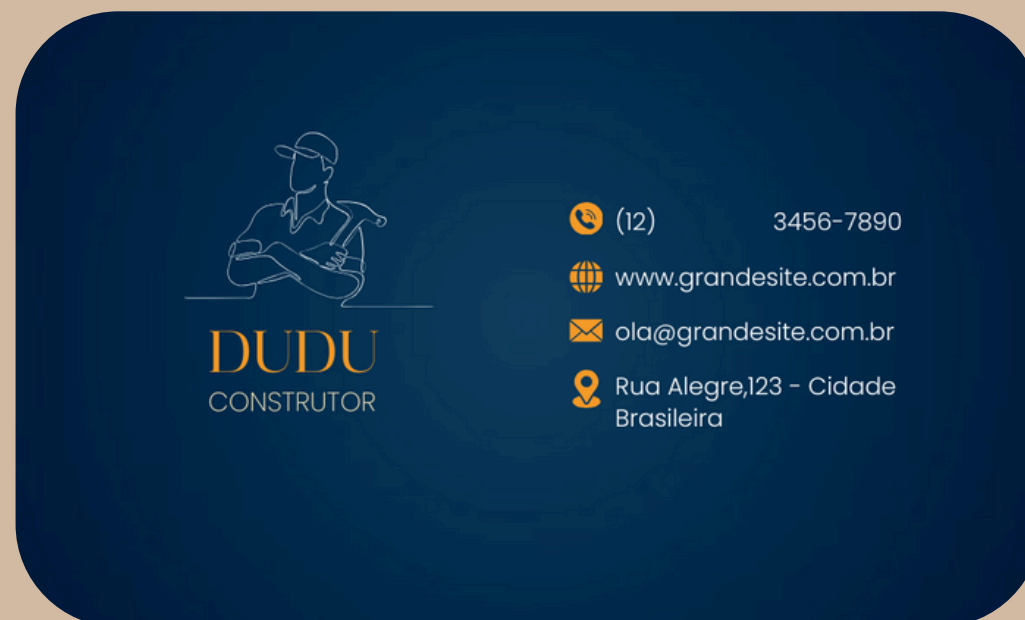 DUDU
CONSTRUTOR
(12) 3456-7890
www.grandesite.com.br
ola@grandesite.com.br
Rua Alegre,123 - Cidade
Brasileira